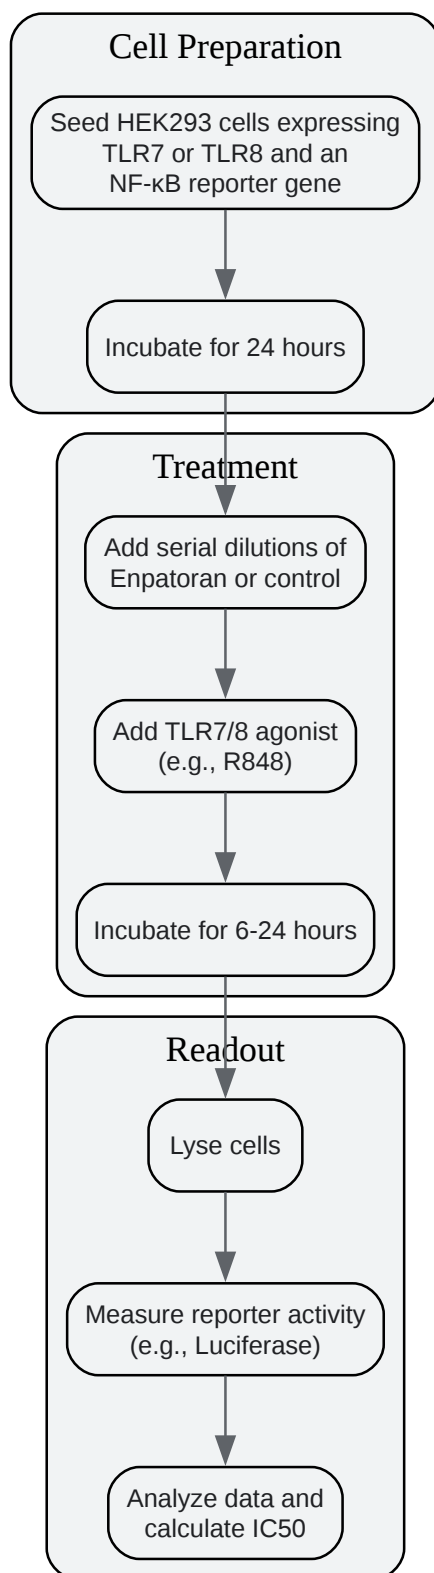 Cell Preparation
Seed HEK293 cells expressing
TLR7 or TLR8 and an
NF-κB reporter gene
Incubate for 24 hours
Treatment
Add serial dilutions of
Enpatoran or control
Add TLR7/8 agonist
(e.g., R848)
Incubate for 6-24 hours
Readout
Lyse cells
Measure reporter activity
(e.g., Luciferase)
Analyze data and
calculate IC50